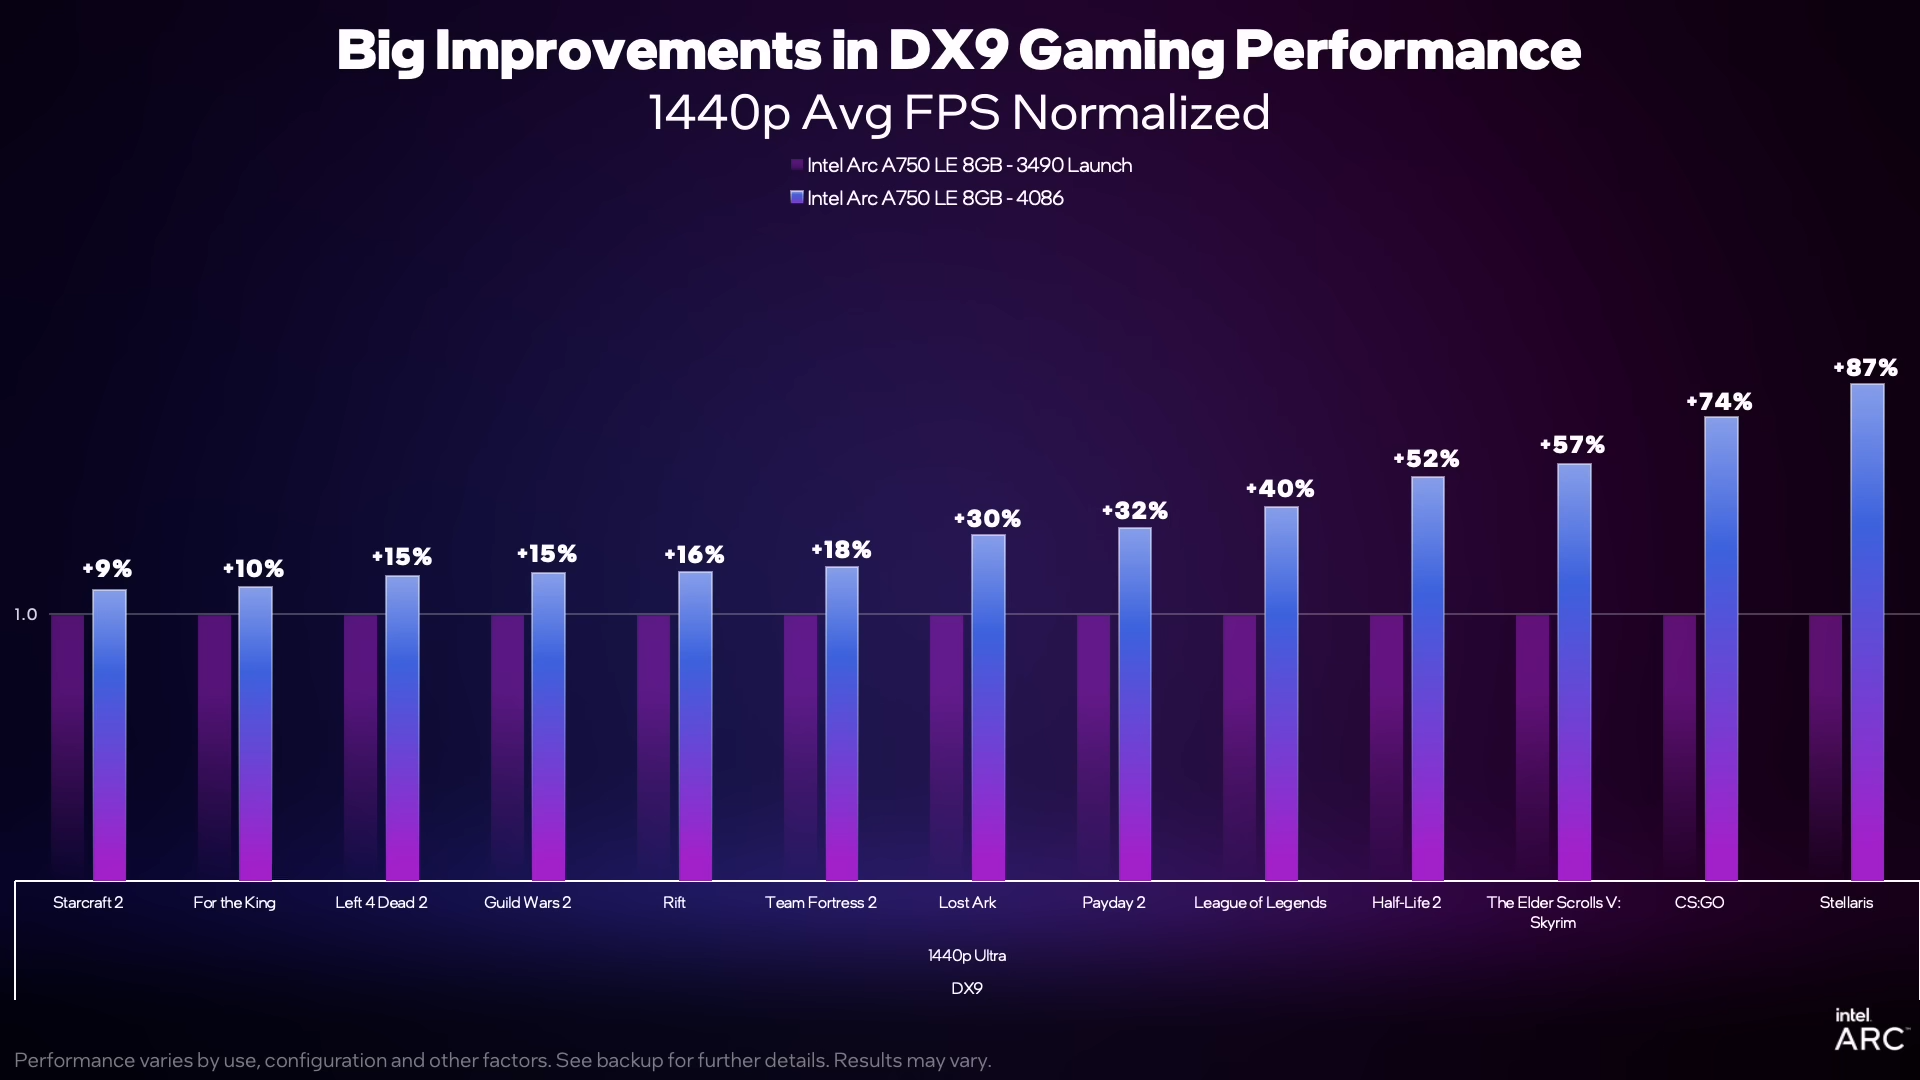 Big Improvements in DX9 Gaming Performance
1440p Avg FPS Normalized
Intel Arc A750 LE 8GB - 3490 Launch
Intel Arc A750 LE 8GB - 4086
+9%
+10%
+15%
+15%
+16%
+18%
+30%
+32%
+40%
+52%
+57%
+74%
+87%
1.0
Starcraft 2
For the King
Left 4 Dead 2
Guild Wars 2
Rift
Team Fortress 2
Lost Ark
Payday 2
League of Legends
Half-Life 2
The Elder Scrolls V:
Skyrim
CS:GO
Stellaris
1440p Ultra
DX9
intel.
ARC™
Performance varies by use, configuration and other factors. See backup for further details. Results may vary.